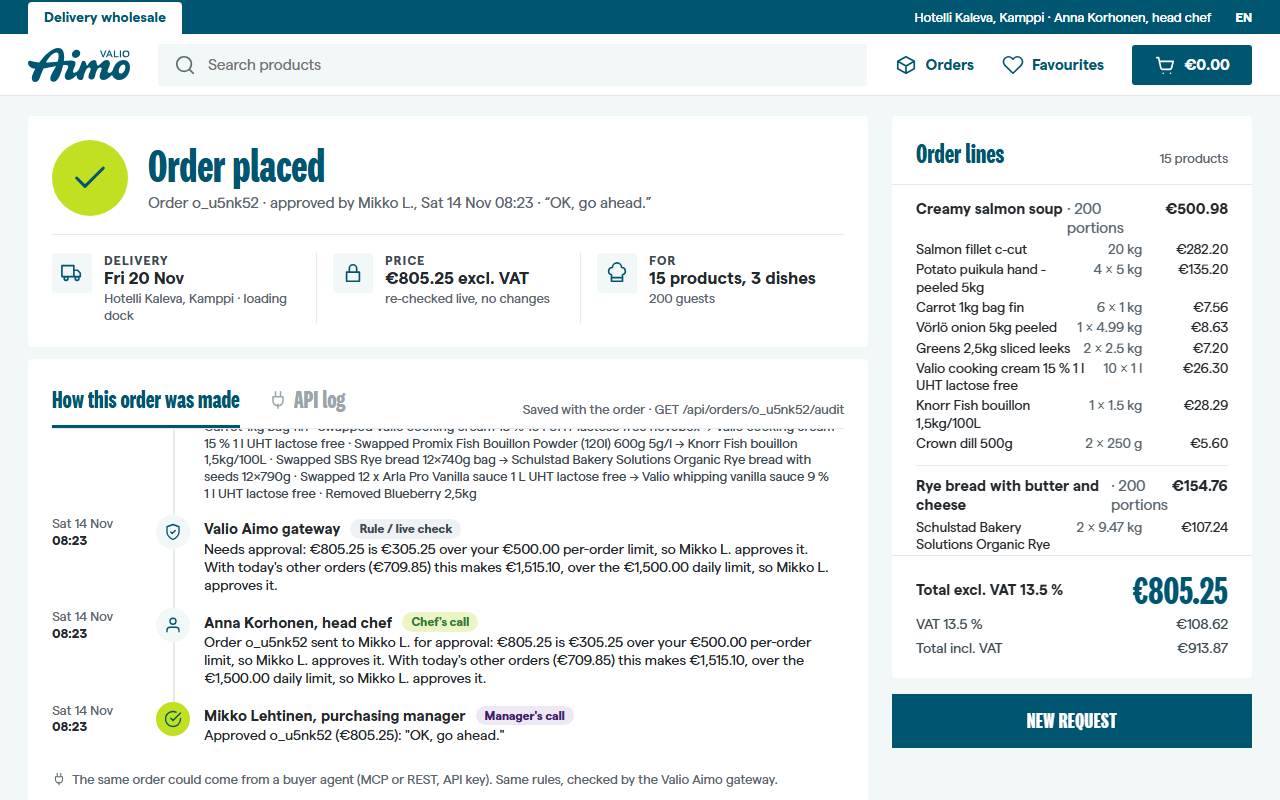 Delivery wholesale
Hotelli Kaleva, Kamppi · Anna Korhonen, head chef
EN
VALIO
Aimo
Search products
Orders
Favourites
€0.00
Order placed
Order o_u5nk52 · approved by Mikko L., Sat 14 Nov 08:23 · “OK, go ahead.”
DELIVERY
Fri 20 Nov
Hotelli Kaleva, Kamppi · loading
dock
PRICE
€805.25 excl. VAT
re-checked live, no changes
FOR
15 products, 3 dishes
200 guests
How this order was made
API log
Saved with the order · GET /api/orders/o_u5nk52/audit
15 % 1 l UHT lactose free · Swapped Promix Fish Bouillon Powder (120l) 600g 5g/l → Knorr Fish bouillon
1,5kg/100L · Swapped SBS Rye bread 12×740g bag → Schulstad Bakery Solutions Organic Rye bread with
seeds 12×790g · Swapped 12 x Arla Pro Vanilla sauce 1 L UHT lactose free → Valio whipping vanilla sauce 9 %
1 l UHT lactose free · Removed Blueberry 2,5kg
Sat 14 Nov
08:23
Valio Aimo gateway
Rule / live check
Needs approval: €805.25 is €305.25 over your €500.00 per-order limit, so Mikko L. approves it.
With today's other orders (€709.85) this makes €1,515.10, over the €1,500.00 daily limit, so Mikko L.
approves it.
Sat 14 Nov
08:23
Anna Korhonen, head chef
Chef's call
Order o_u5nk52 sent to Mikko L. for approval: €805.25 is €305.25 over your €500.00 per-order
limit, so Mikko L. approves it. With today's other orders (€709.85) this makes €1,515.10, over the
€1,500.00 daily limit, so Mikko L. approves it.
Sat 14 Nov
08:23
Mikko Lehtinen, purchasing manager
Manager's call
Approved o_u5nk52 (€805.25): "OK, go ahead."
The same order could come from a buyer agent (MCP or REST, API key). Same rules, checked by the Valio Aimo gateway.
Order lines
15 products
Creamy salmon soup · 200 €500.98
portions
Salmon fillet c-cut 20 kg €282.20
Potato puikula hand - 4 × 5 kg €135.20
peeled 5kg
Carrot 1kg bag fin 6 × 1 kg €7.56
Vörlö onion 5kg peeled 1 × 4.99 kg €8.63
Greens 2,5kg sliced leeks 2 × 2.5 kg €7.20
Valio cooking cream 15 % 1 l 10 × 1 l €26.30
UHT lactose free
Knorr Fish bouillon 1 × 1.5 kg €28.29
1,5kg/100L
Crown dill 500g 2 × 250 g €5.60
Rye bread with butter and · 200 €154.76
cheese portions
Schulstad Bakery 2 × 9.47 kg €107.24
Solutions Organic Rye
Total excl. VAT 13.5 % €805.25
VAT 13.5 % €108.62
Total incl. VAT €913.87
NEW REQUEST